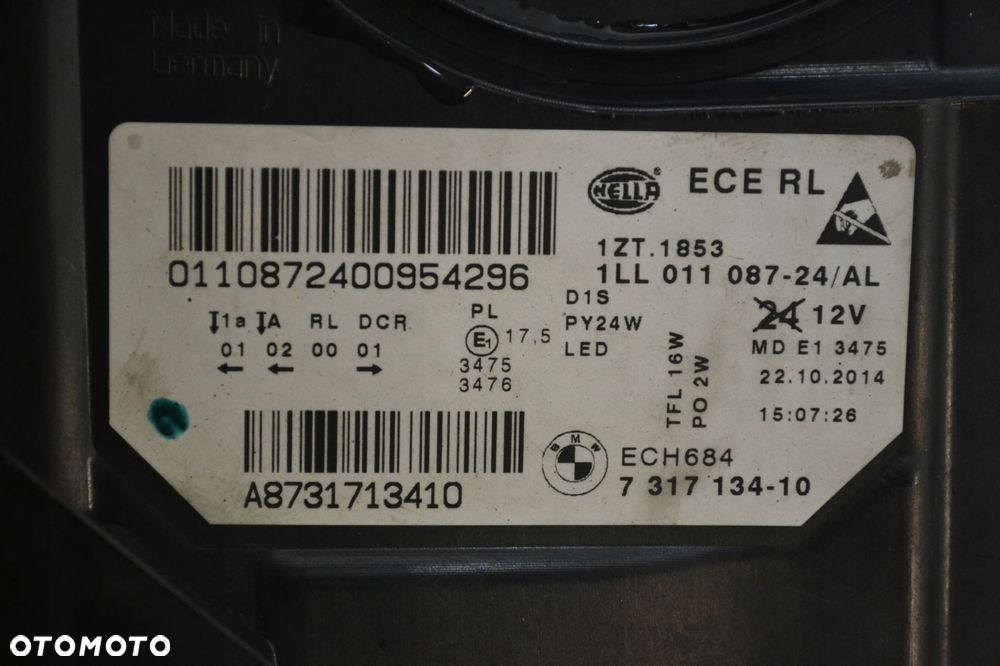 Made in
Germany
HELLA ® ECE RL
0110872400954296
1ZT.1853
1LL 011 087-24/AL
1a A RL DCR
01 02 00 01
PL
E1 17,5
3475
3476
D1S
PY24W
LED
TFL 16W
PO 2W
24 12V
MD E1 3475
22.10.2014
15:07:26
A8731713410
BMW
ECH684
7 317 134-10
OTOMOTO